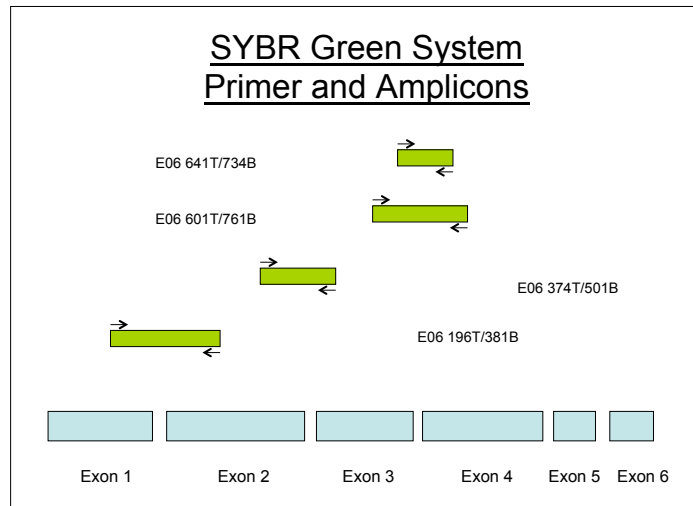 SYBR Green System
Primer and Amplicons
E06 641T/734B
E06 601T/761B
E06 374T/501B
E06 196T/381B
Exon 1 Exon 2 Exon 3 Exon 4 Exon 5 Exon 6